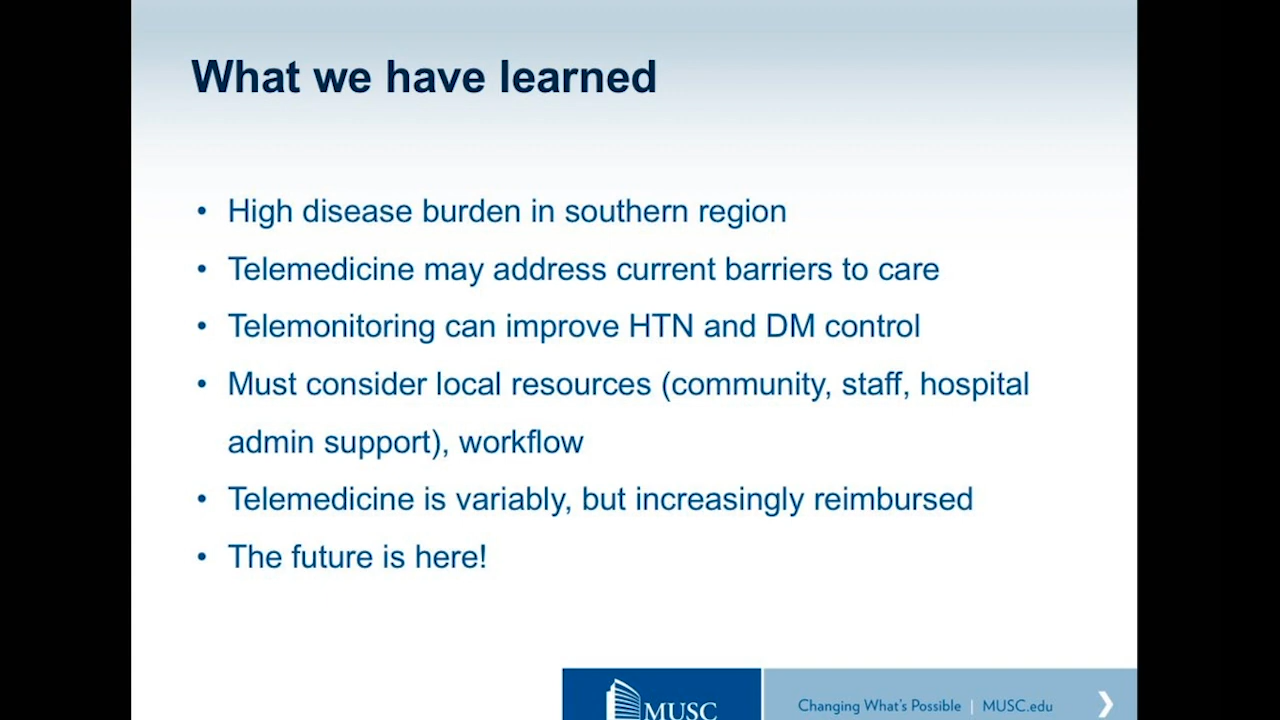 What we have learned
• High disease burden in southern region
• Telemedicine may address current barriers to care
• Telemonitoring can improve HTN and DM control
• Must consider local resources (community, staff, hospital
admin support), workflow
• Telemedicine is variably, but increasingly reimbursed
• The future is here!
MUSC
Changing What's Possible | MUSC.edu